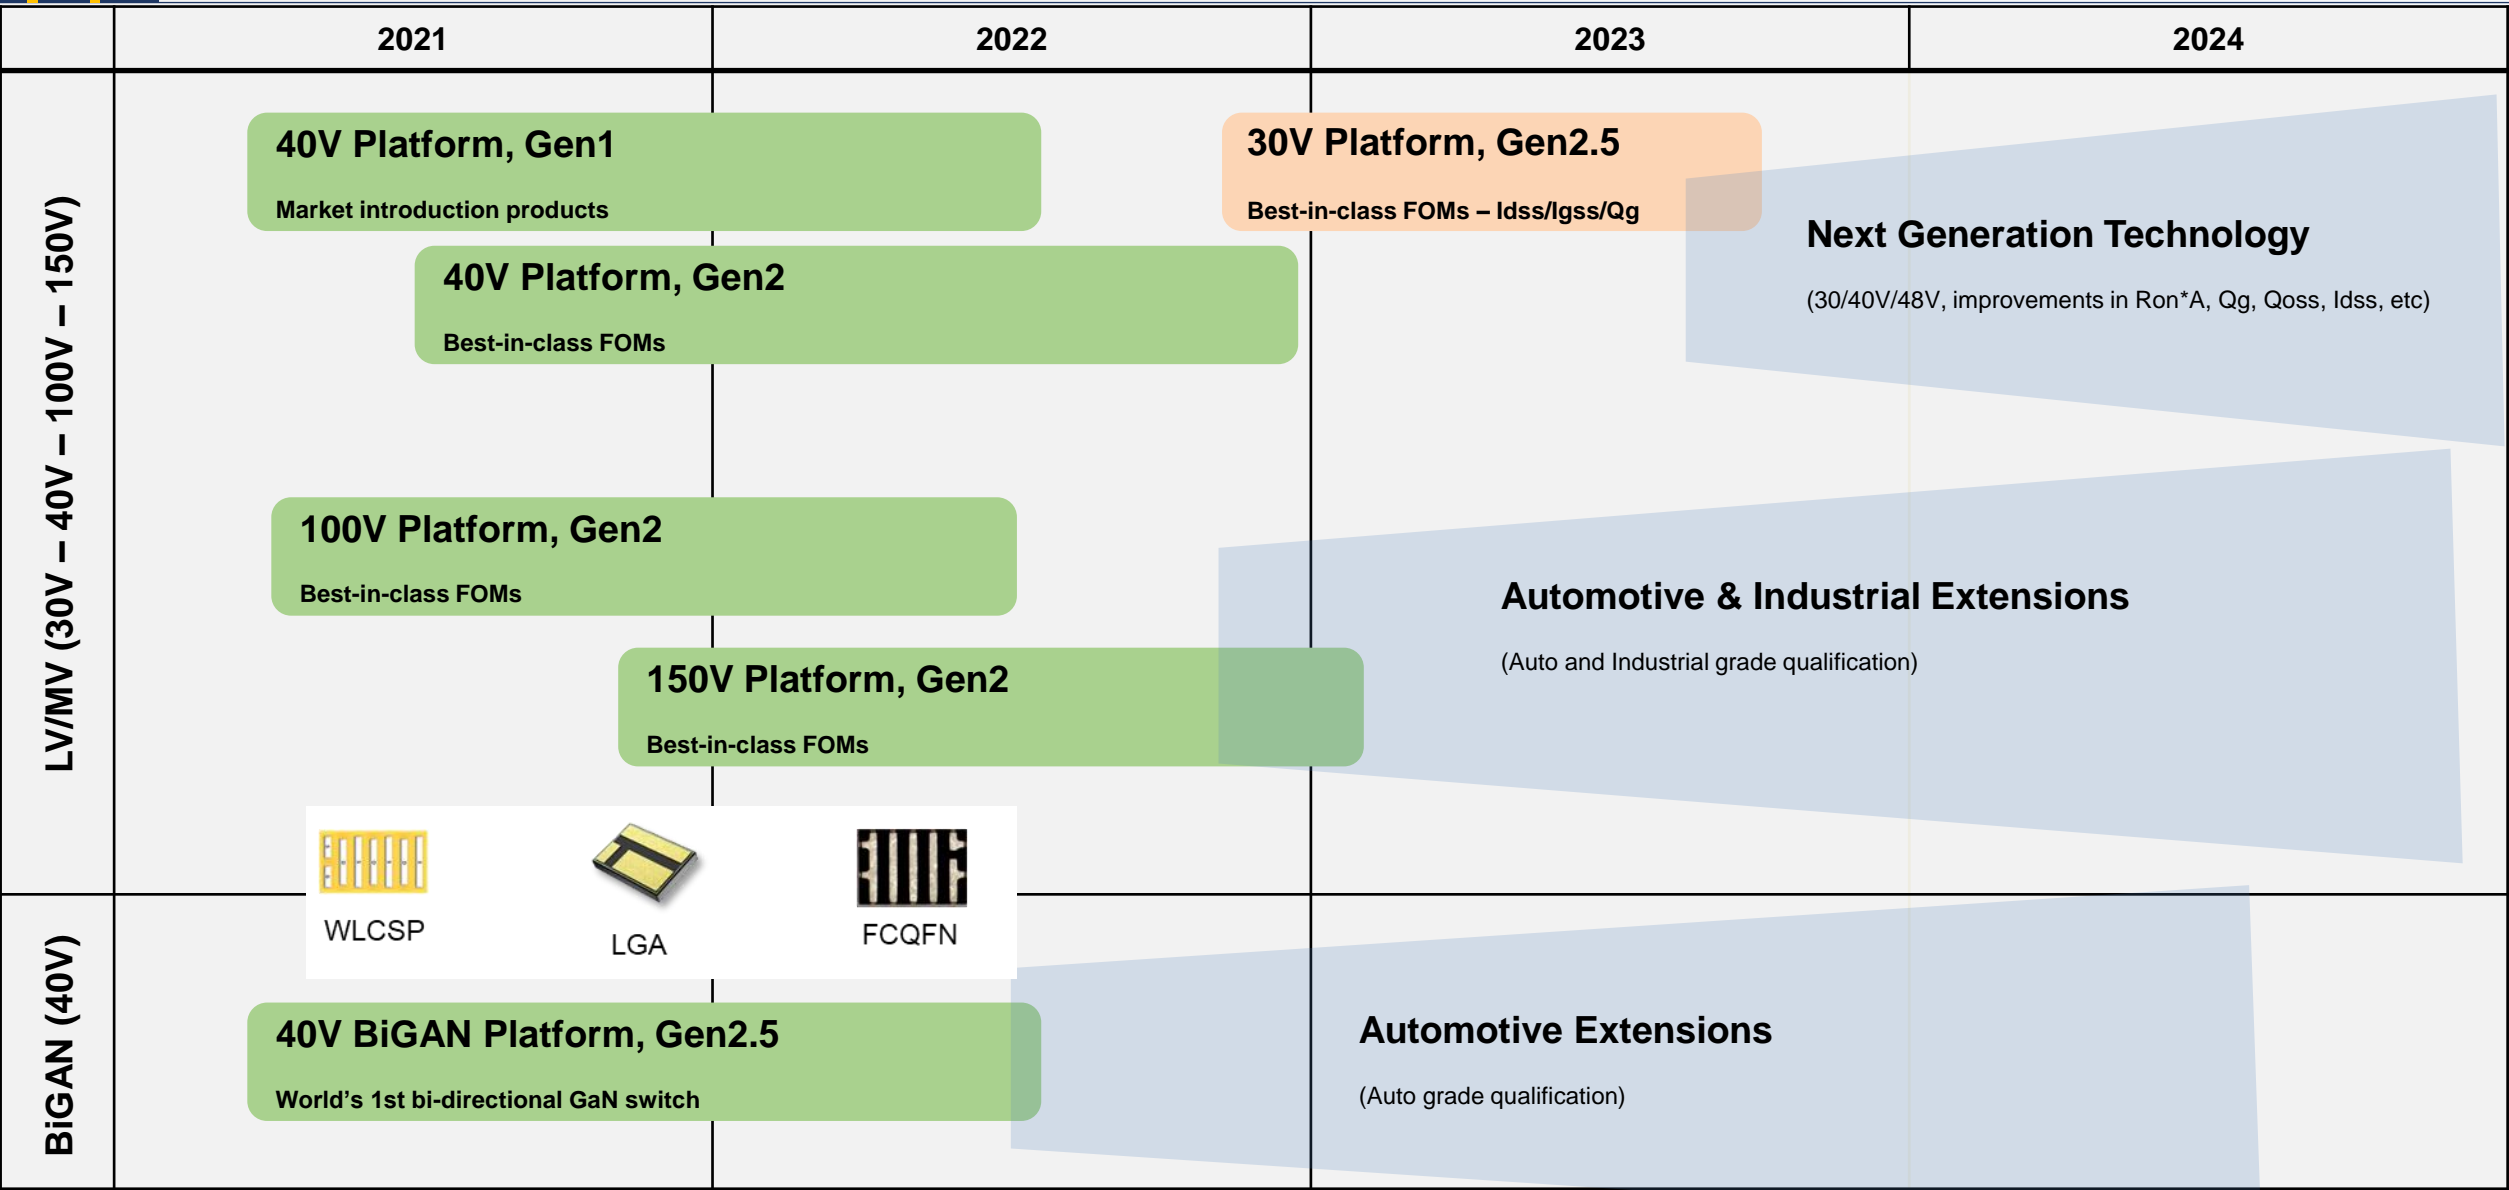 2021
2022
2023
2024
LV/MV (30V – 40V – 100V – 150V)
40V Platform, Gen1
Market introduction products
30V Platform, Gen2.5
Best-in-class FOMs – Idss/Igss/Qg
Next Generation Technology
(30/40V/48V, improvements in Ron*A, Qg, Qoss, Idss, etc)
40V Platform, Gen2
Best-in-class FOMs
100V Platform, Gen2
Best-in-class FOMs
Automotive & Industrial Extensions
(Auto and Industrial grade qualification)
150V Platform, Gen2
Best-in-class FOMs
WLCSP
LGA
FCQFN
BiGAN (40V)
40V BiGAN Platform, Gen2.5
World's 1st bi-directional GaN switch
Automotive Extensions
(Auto grade qualification)